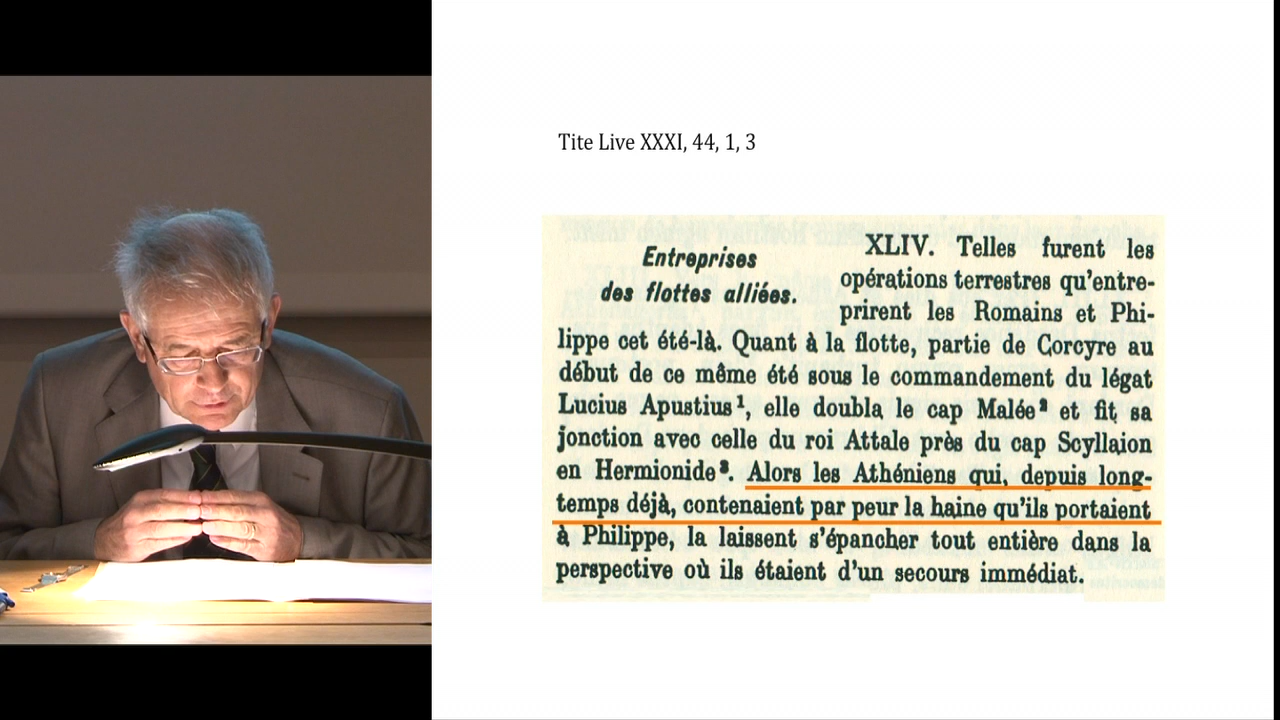 Tite Live XXXI, 44, 1, 3
Entreprises
des flottes alliées.
XLIV. Telles furent les
opérations terrestres qu'entre-
prirent les Romains et Phi-
lippe cet été-là. Quant à la flotte, partie de Corcyre au
début de ce même été sous le commandement du légat
Lucius Apustius¹, elle doubla le cap Malée² et fit sa
jonction avec celle du roi Attale près du cap Scyllaion
en Hermionide³. Alors les Athéniens qui, depuis long-
temps déjà, contenaient par peur la haine qu'ils portaient
à Philippe, la laissent s'épancher tout entière dans la
perspective où ils étaient d'un secours immédiat.